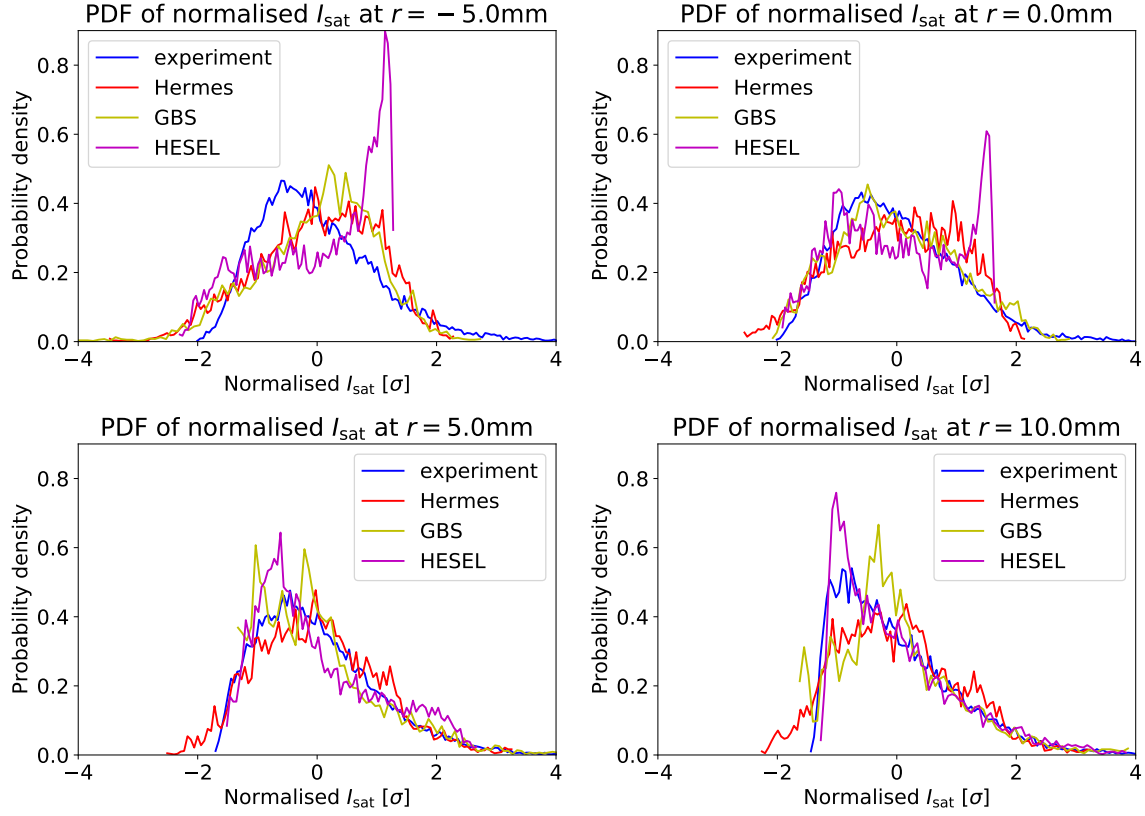 PDF of normalised I_sat at r = − 5.0mm
experiment
Hermes
GBS
HESEL
Probability density
0.8
0.6
0.4
0.2
0.0
−4 −2 0 2 4
Normalised I_sat [σ]
PDF of normalised I_sat at r = 0.0mm
experiment
Hermes
GBS
HESEL
Probability density
0.8
0.6
0.4
0.2
0.0
−4 −2 0 2 4
Normalised I_sat [σ]
PDF of normalised I_sat at r = 5.0mm
experiment
Hermes
GBS
HESEL
Probability density
0.8
0.6
0.4
0.2
0.0
−4 −2 0 2 4
Normalised I_sat [σ]
PDF of normalised I_sat at r = 10.0mm
experiment
Hermes
GBS
HESEL
Probability density
0.8
0.6
0.4
0.2
0.0
−4 −2 0 2 4
Normalised I_sat [σ]